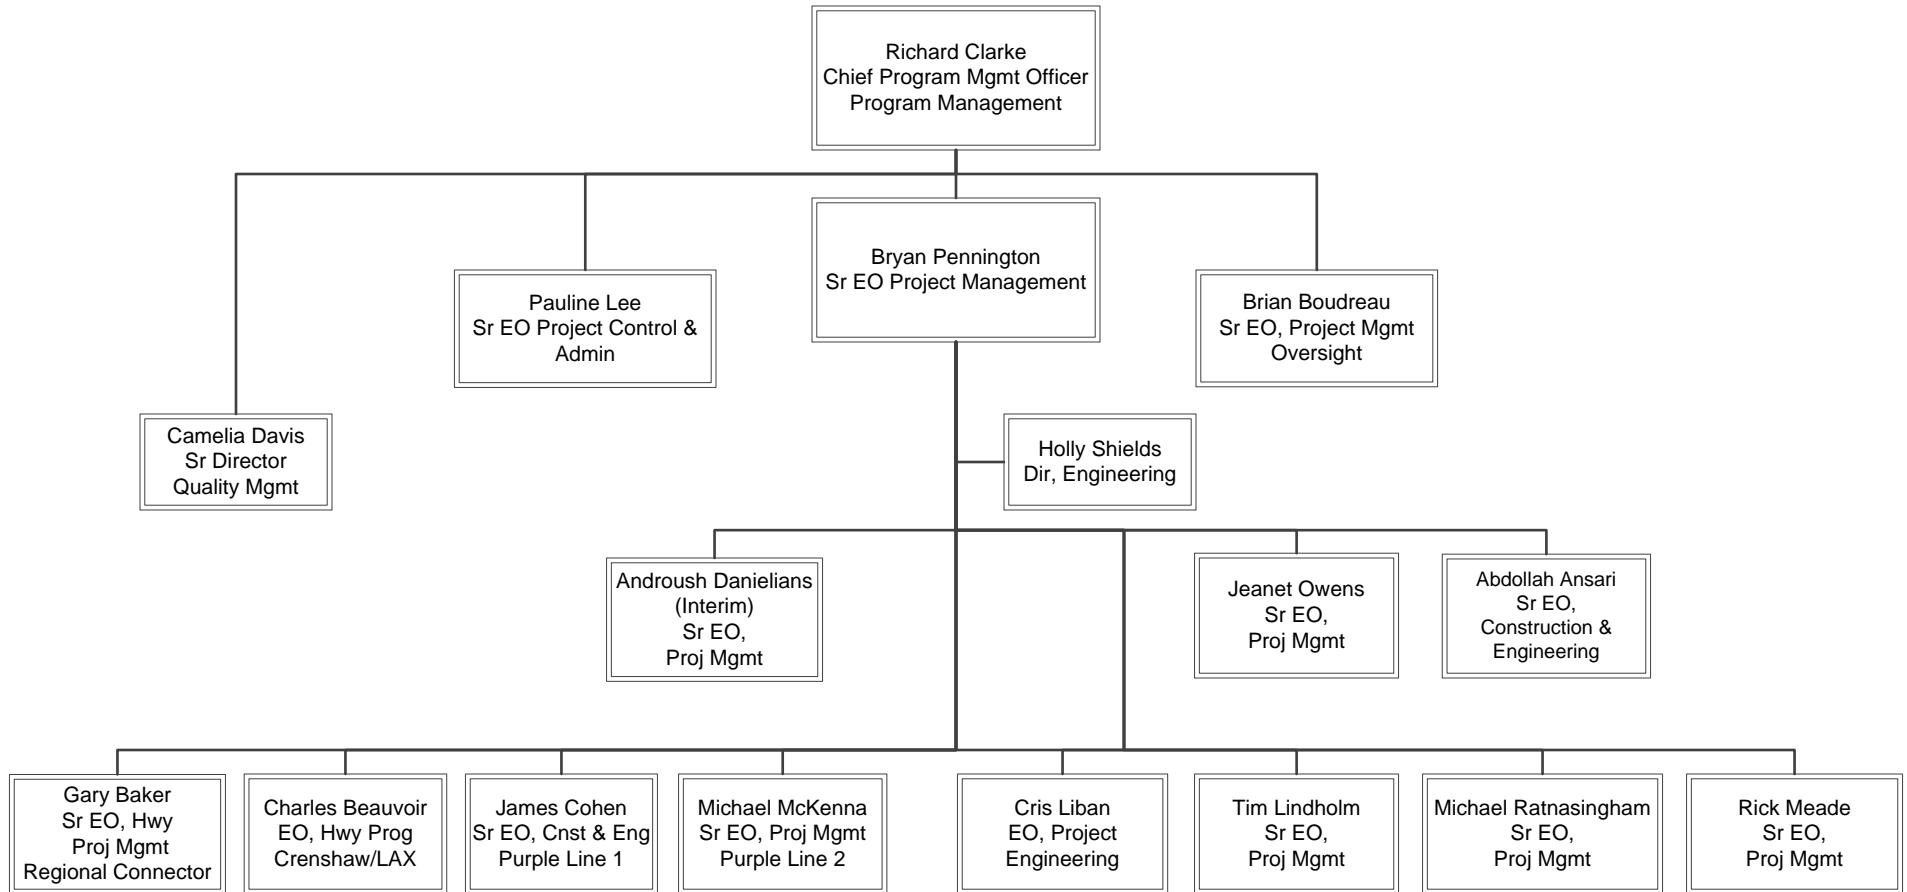 Richard Clarke
Chief Program Mgmt Officer
Program Management
Bryan Pennington
Sr EO Project Management
Pauline Lee
Sr EO Project Control &
Admin
Brian Boudreau
Sr EO, Project Mgmt
Oversight
Camelia Davis
Sr Director
Quality Mgmt
Holly Shields
Dir, Engineering
Androush Danielians
(Interim)
Sr EO,
Proj Mgmt
Jeanet Owens
Sr EO,
Proj Mgmt
Abdollah Ansari
Sr EO,
Construction &
Engineering
Gary Baker
Sr EO, Hwy
Proj Mgmt
Regional Connector
Charles Beauvoir
EO, Hwy Prog
Crenshaw/LAX
James Cohen
Sr EO, Cnst & Eng
Purple Line 1
Michael McKenna
Sr EO, Proj Mgmt
Purple Line 2
Cris Liban
EO, Project
Engineering
Tim Lindholm
Sr EO,
Proj Mgmt
Michael Ratnasingham
Sr EO,
Proj Mgmt
Rick Meade
Sr EO,
Proj Mgmt